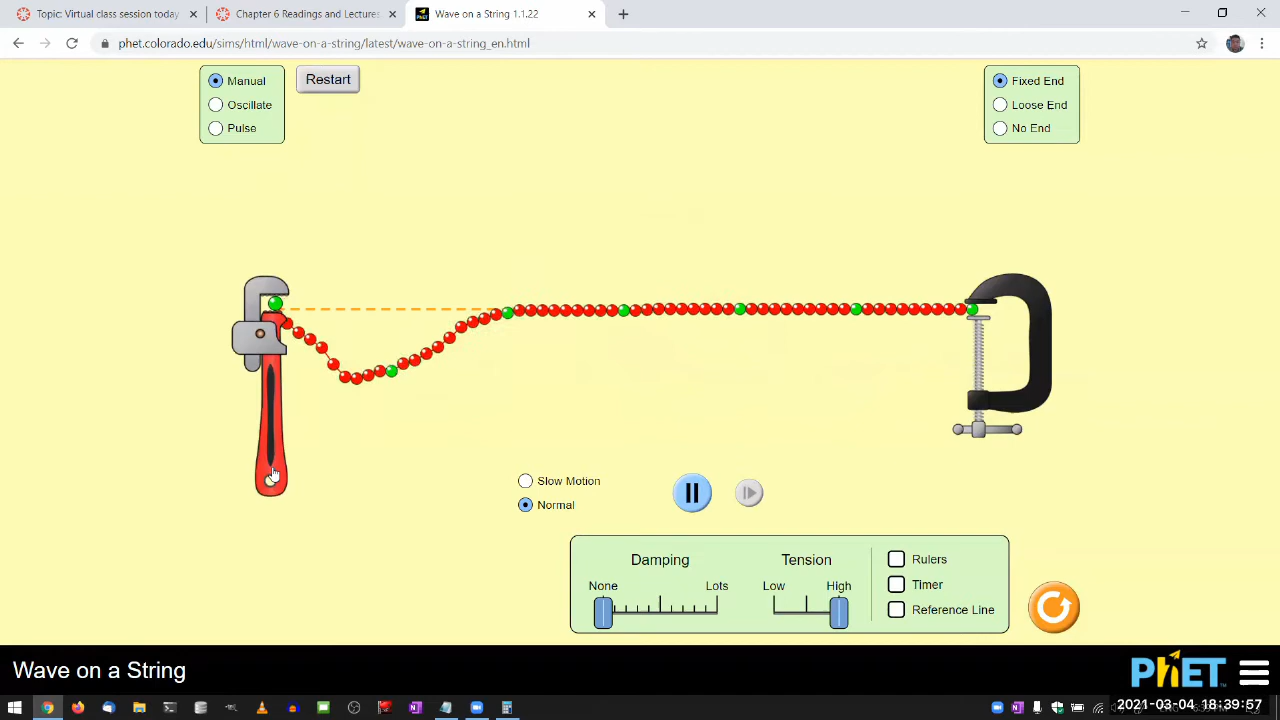 Topic: Virtual class session today
Chapter 6 Readings and Lectures
Wave on a String 1.1.22
phet.colorado.edu/sims/html/wave-on-a-string/latest/wave-on-a-string_en.html
Manual
Oscillate
Pulse
Restart
Fixed End
Loose End
No End
Slow Motion
Normal
Damping
None
Lots
Tension
Low
High
Rulers
Timer
Reference Line
Wave on a String
PhET
2021-03-04 18:39:57